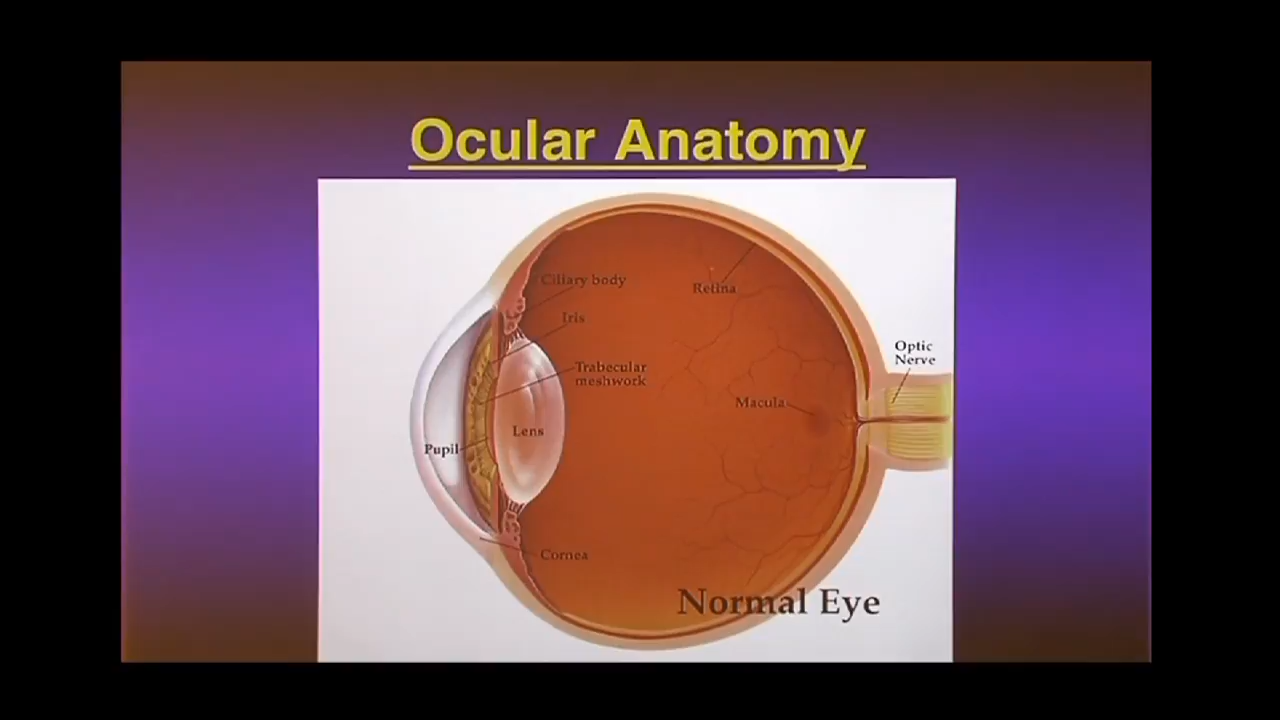 Ocular Anatomy
Ciliary body
Retina
Iris
Optic
Nerve
Trabecular
meshwork
Macula
Lens
Pupil
Cornea
Normal Eye